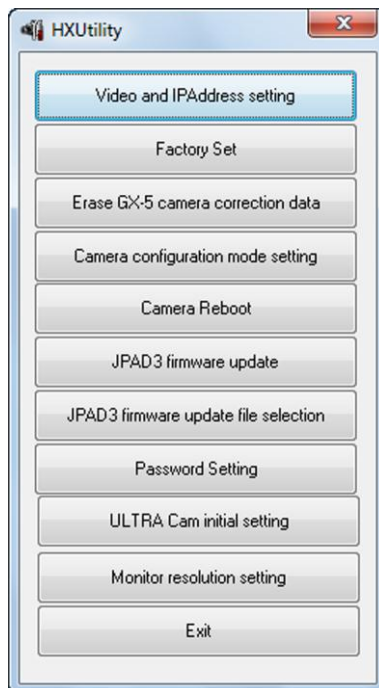 HXUtility
Video and IPAddress setting
Factory Set
Erase GX-5 camera correction data
Camera configuration mode setting
Camera Reboot
JPAD3 firmware update
JPAD3 firmware update file selection
Password Setting
ULTRA Cam initial setting
Monitor resolution setting
Exit